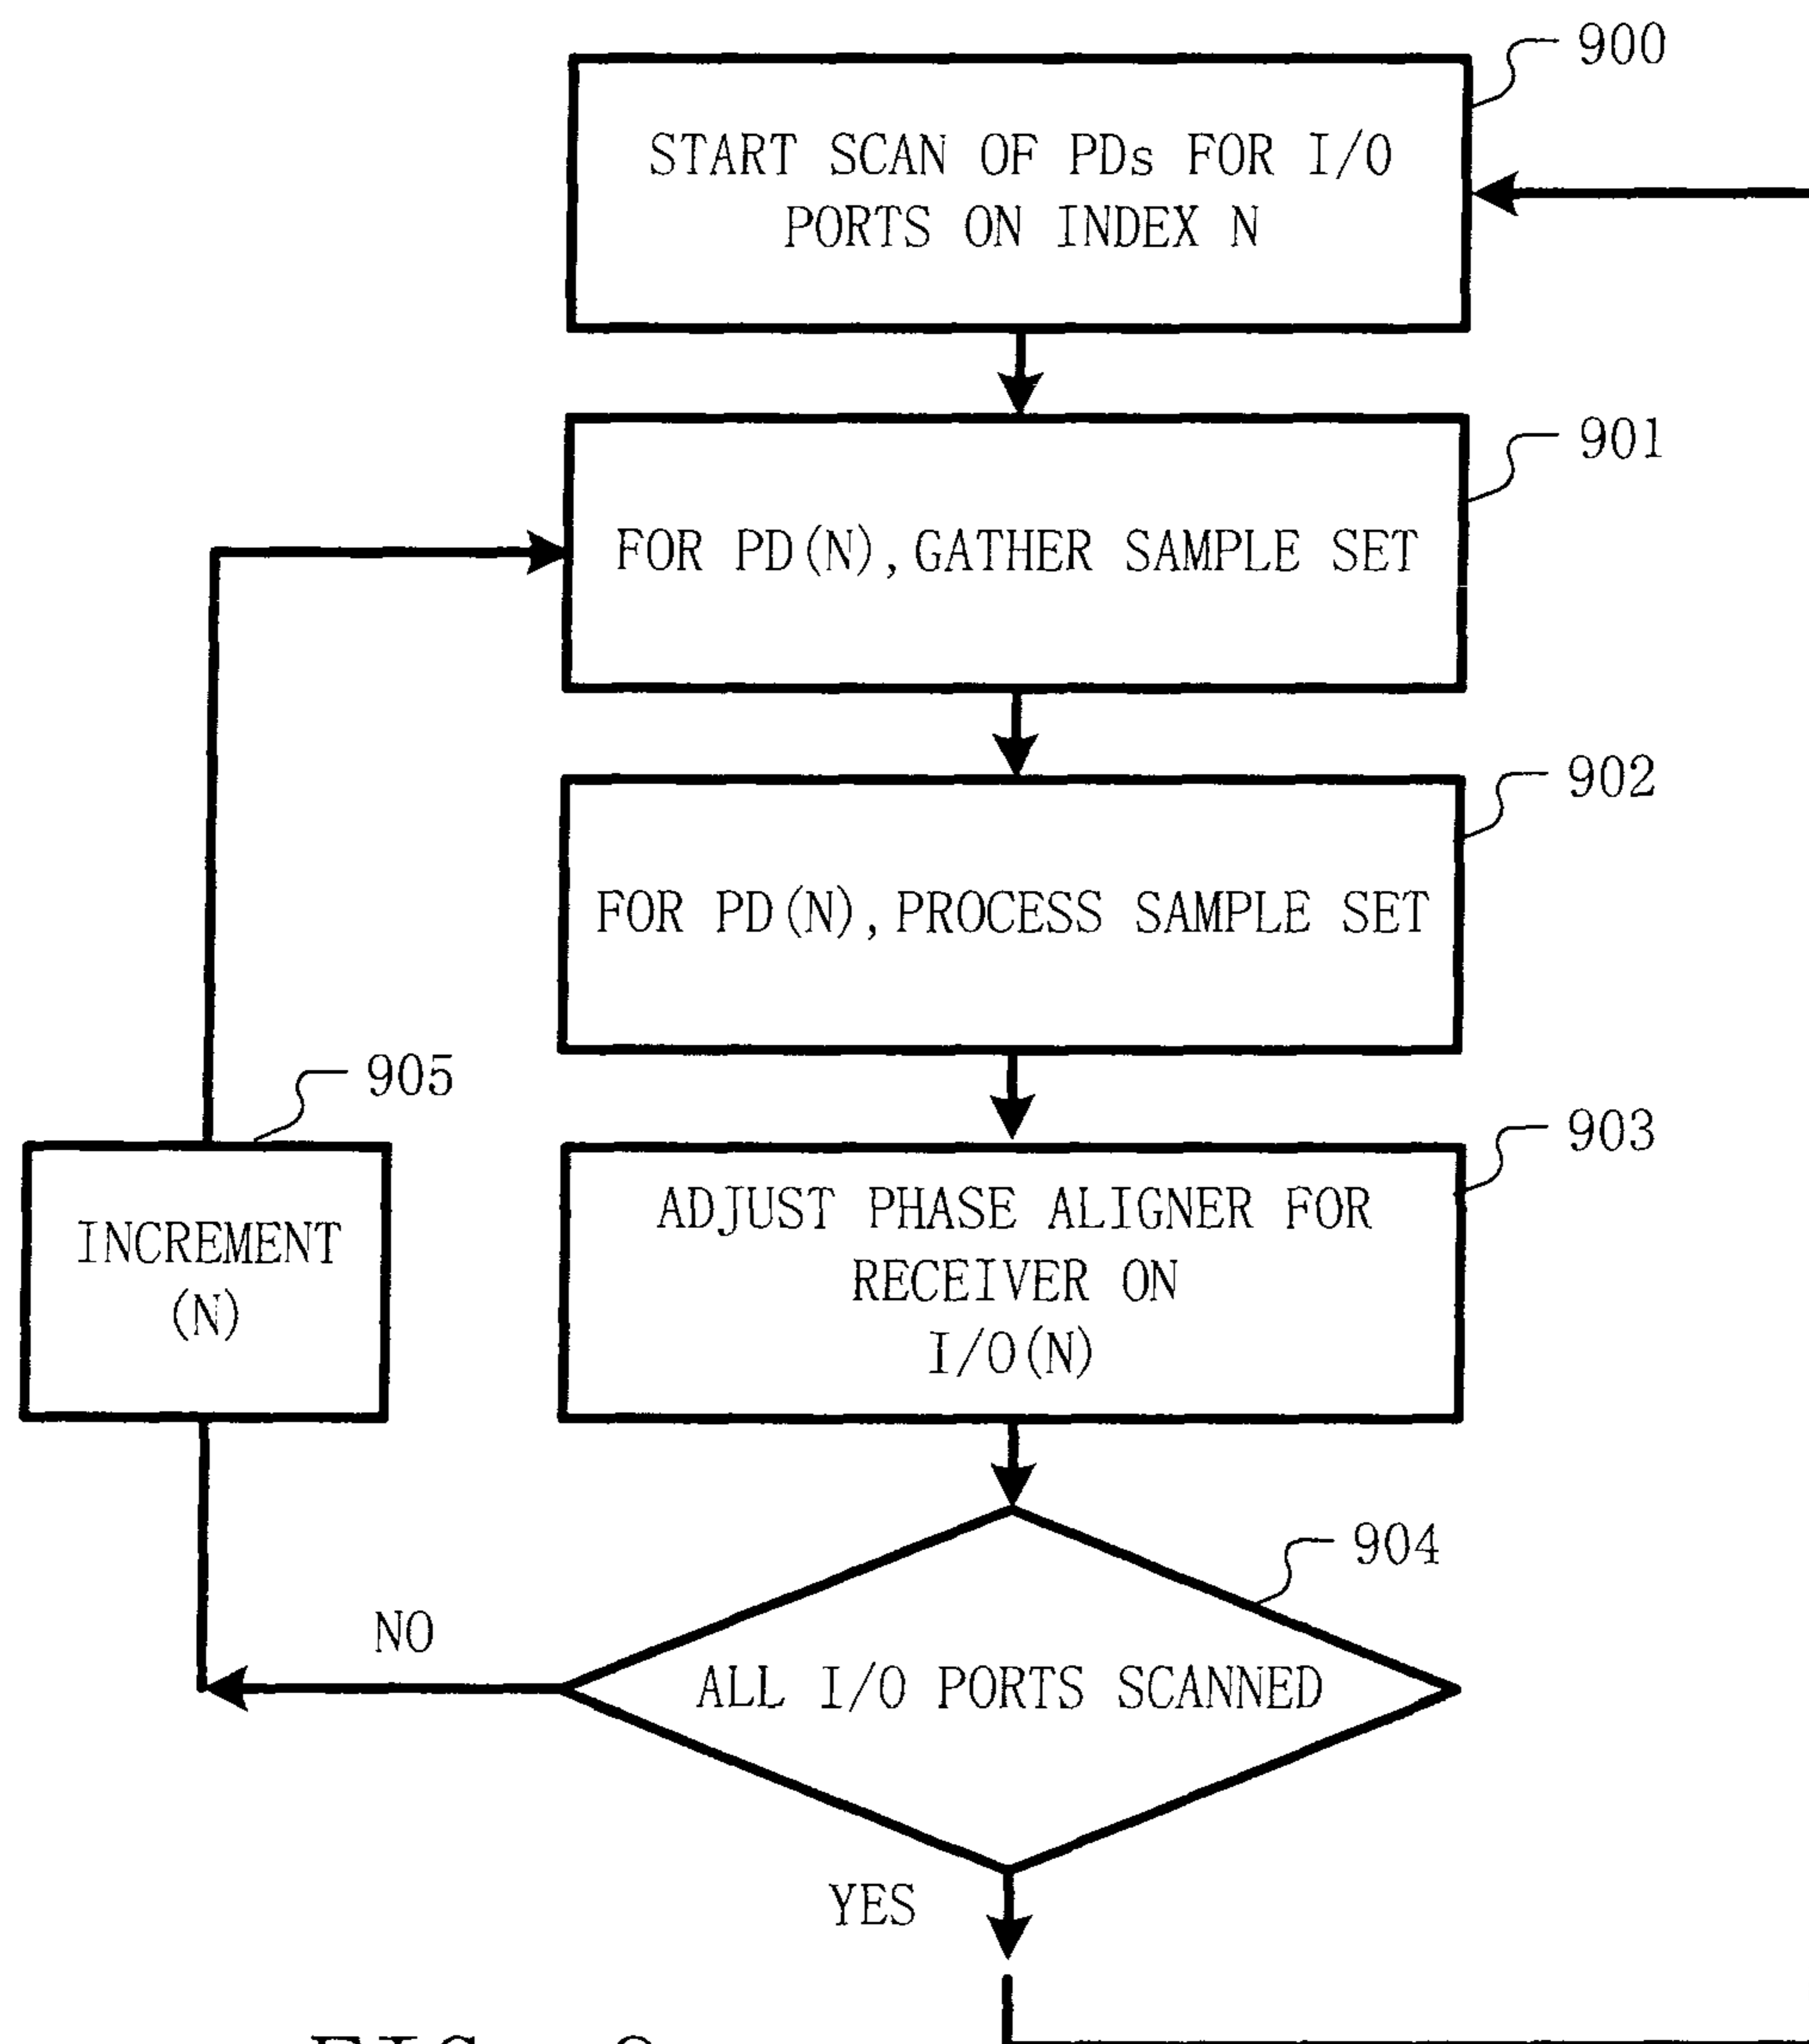 900
START SCAN OF PDs FOR I/O
PORTS ON INDEX N
901
FOR PD(N),GATHER SAMPLE SET
902
FOR PD(N),PROCESS SAMPLE SET
905
903
INCREMENT
(N)
ADJUST PHASE ALIGNER FOR
RECEIVER ON
I/O(N)
904
NO
ALL I/O PORTS SCANNED
YES